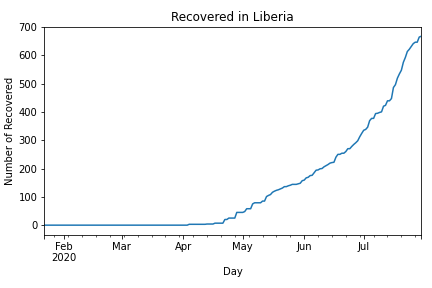 Recovered in Liberia
Number of Recovered
700
600
500
400
300
200
100
0
Feb
2020
Mar
Apr
May
Jun
Jul
Day